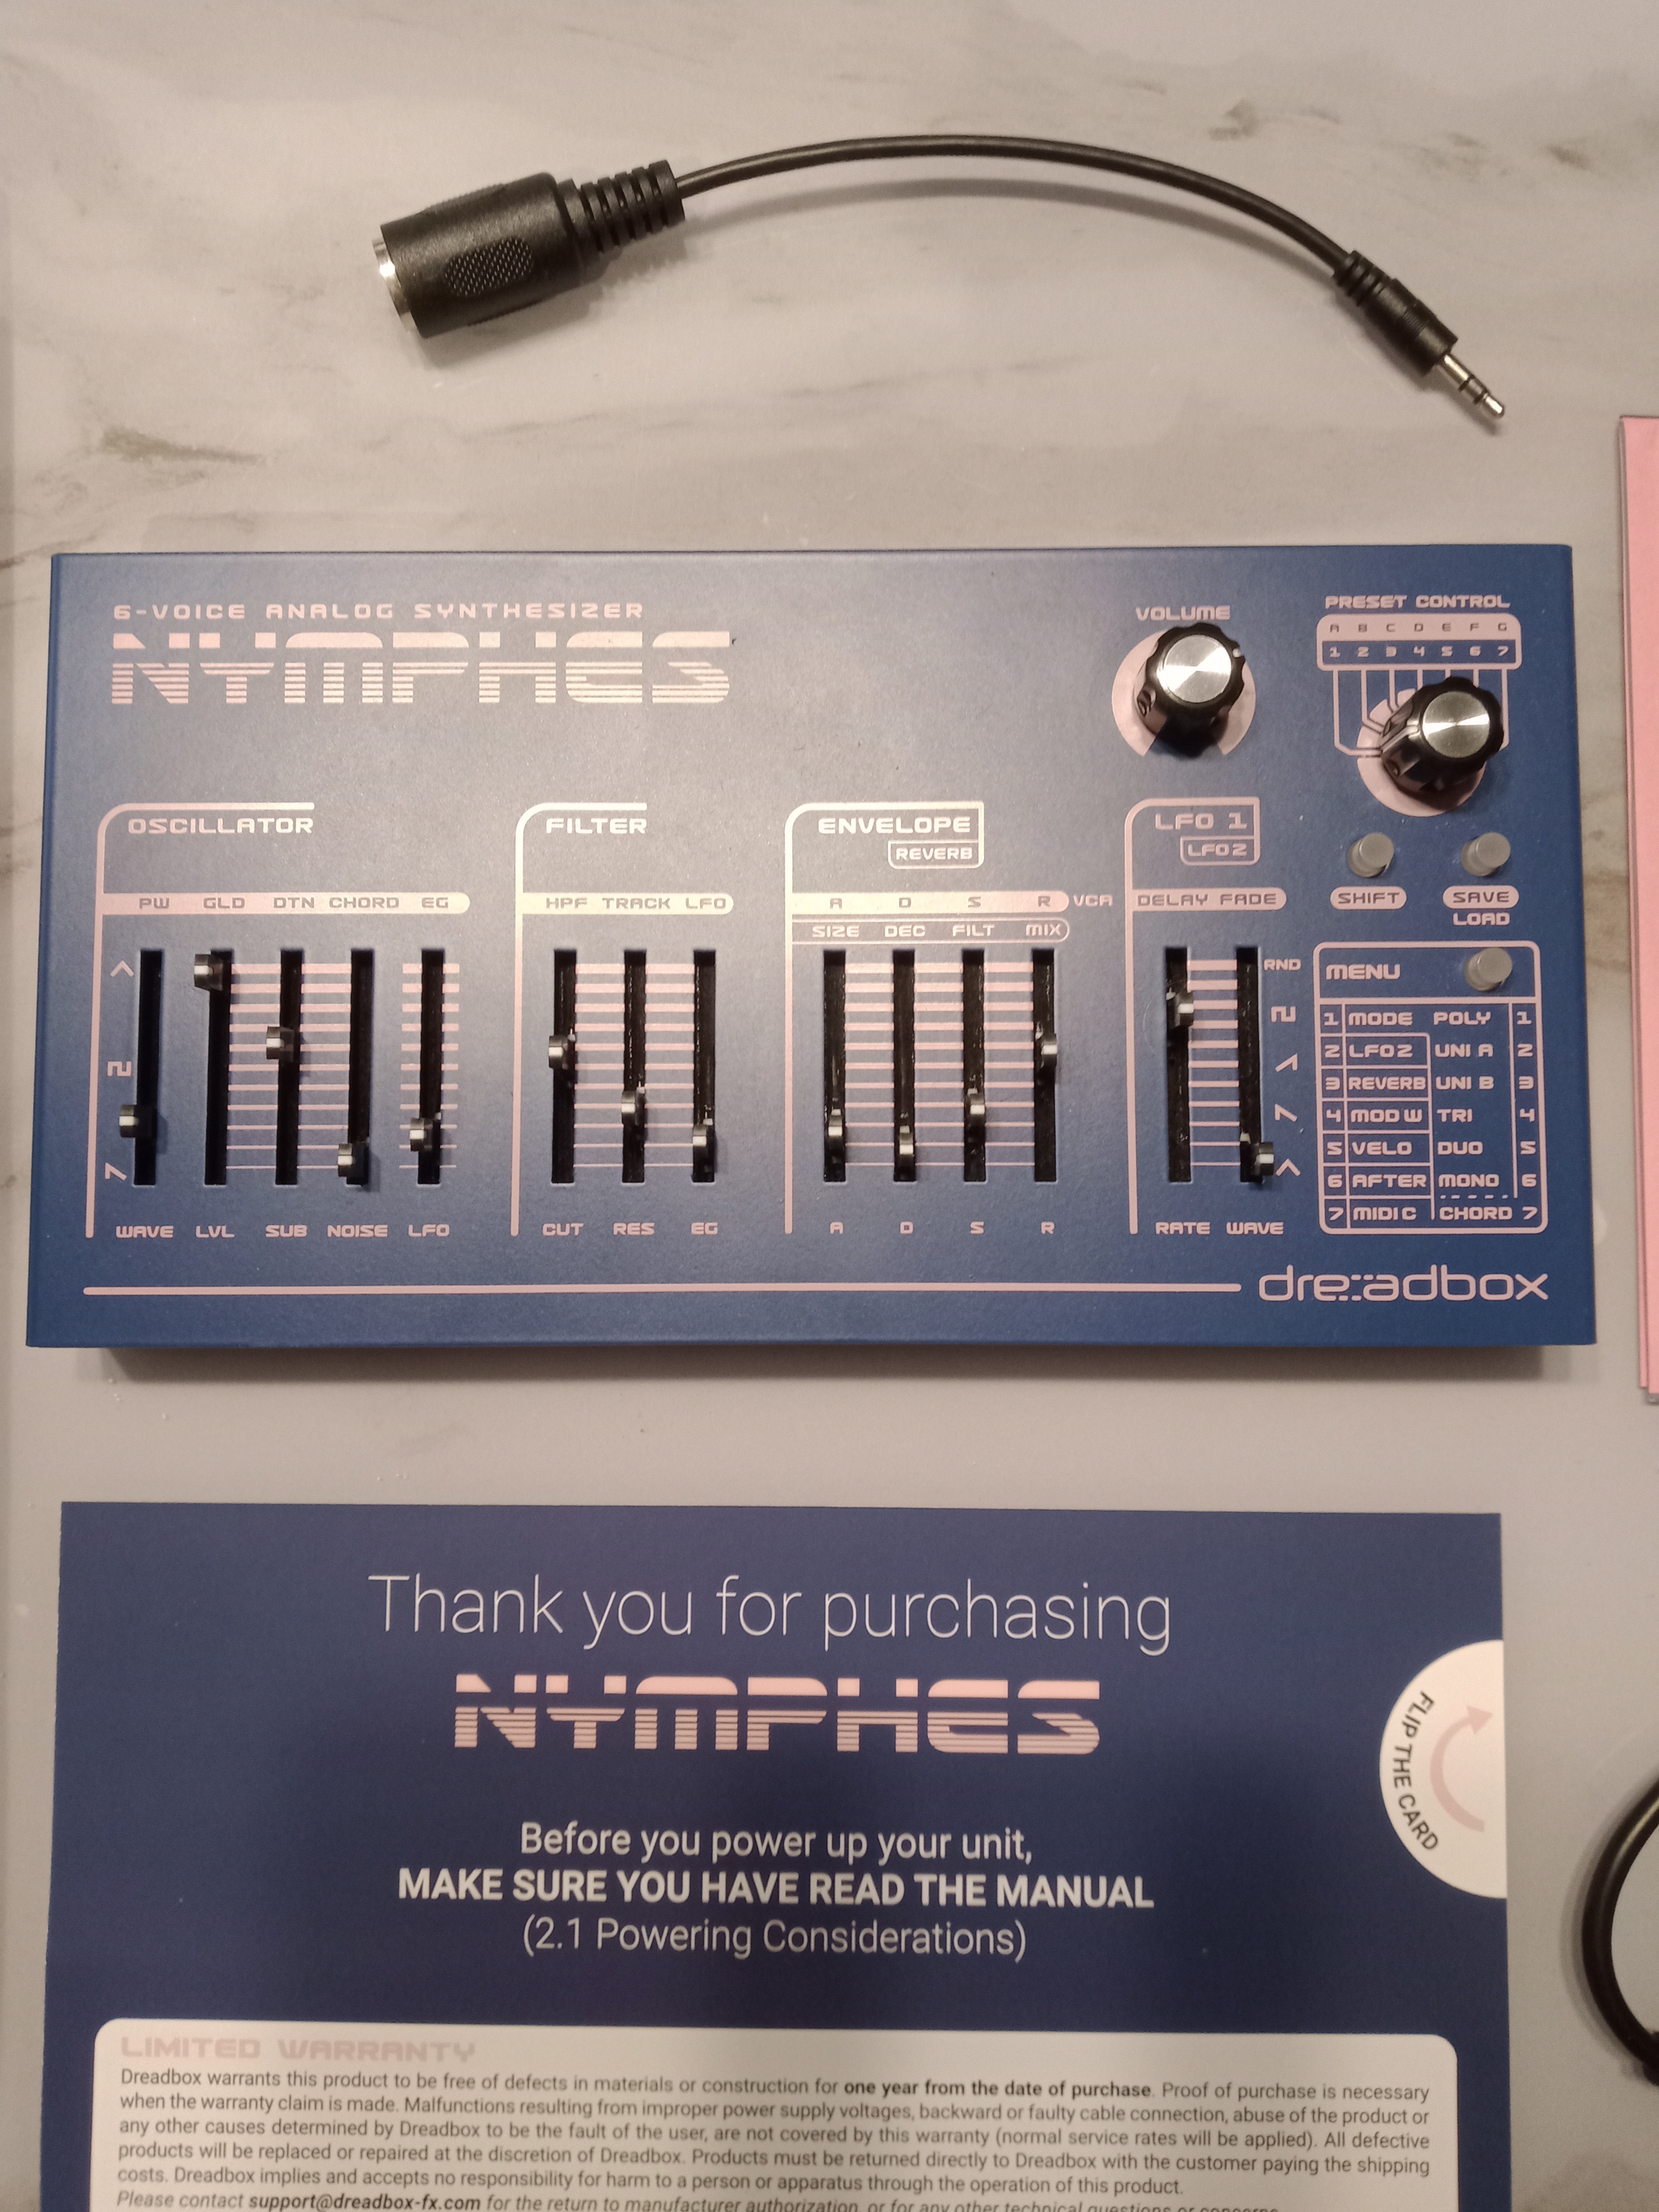 6-VOICE ANALOG SYNTHESIZER
NYMPHES
VOLUME
PRESET CONTROL
A B C D E F G
1 2 3 4 5 6 7
OSCILLATOR
FILTER
ENVELOPE
REVERB
LFO 1
LFO2
PW GLD DTN CHORD EG
HPF TRACK LFO
A D S R VCA
SIZE DEC FILT MIX
DELAY FADE
RND
WAVE LVL SUB NOISE LFO
CUT RES EG
A D S R
RATE WAVE
SHIFT
SAVE
LOAD
MENU
1 MODE POLY 1
2 LFO2 UNI A 2
3 REVERB UNI B 3
4 MOD W TRI 4
5 VELO DUO 5
6 AFTER MONO 6
7 MIDI C CHORD 7
dreadbox
Thank you for purchasing
NYMPHES
FLIP THE CARD
Before you power up your unit,
MAKE SURE YOU HAVE READ THE MANUAL
(2.1 Powering Considerations)
LIMITED WARRANTY
Dreadbox warrants this product to be free of defects in materials or construction for one year from the date of purchase. Proof of purchase is necessary
when the warranty claim is made. Malfunctions resulting from improper power supply voltages, backward or faulty cable connection, abuse of the product or
any other causes determined by Dreadbox to be the fault of the user, are not covered by this warranty (normal service rates will be applied). All defective
products will be replaced or repaired at the discretion of Dreadbox. Products must be returned directly to Dreadbox with the customer paying the shipping
costs. Dreadbox implies and accepts no responsibility for harm to a person or apparatus through the operation of this product.
Please contact support@dreadbox-fx.com for the return to manufacturer authorization, or for any other technical questions or concerns.